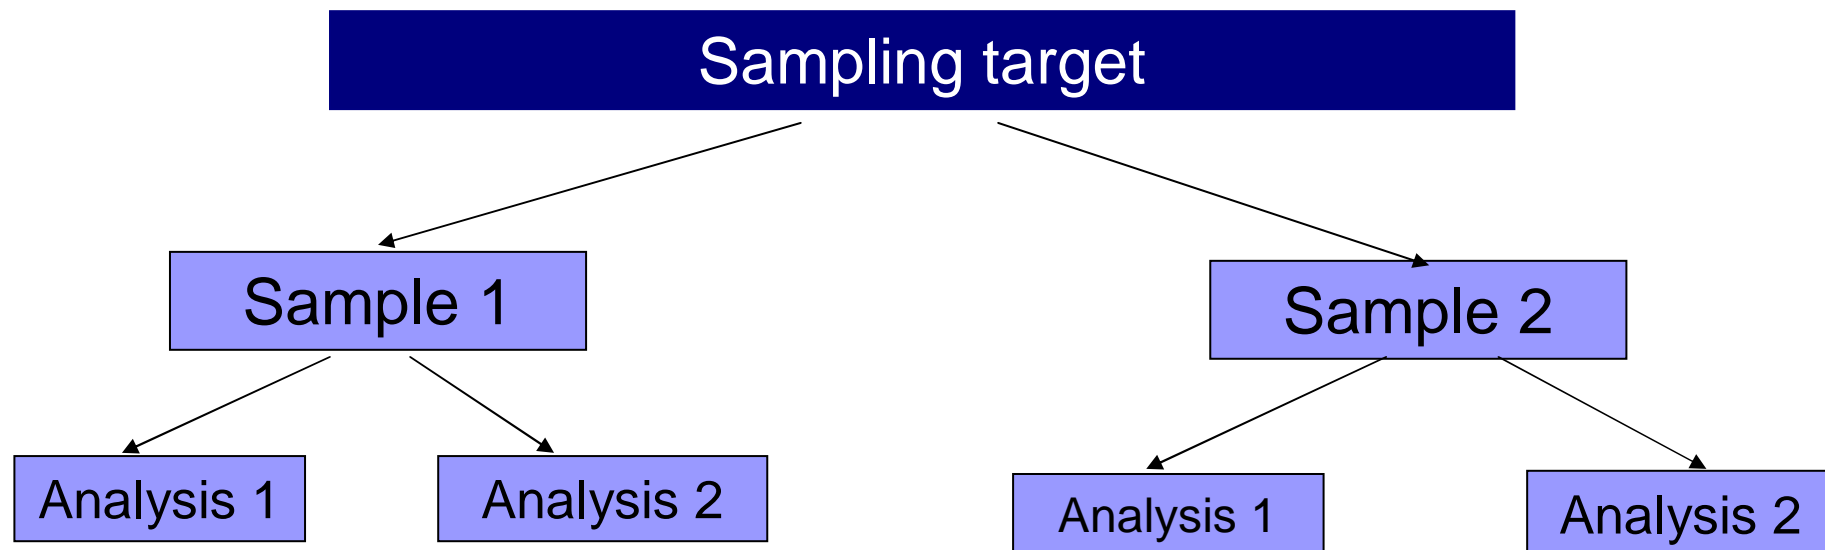 Sampling target
Sample 1
Sample 2
Analysis 1
Analysis 2
Analysis 1
Analysis 2